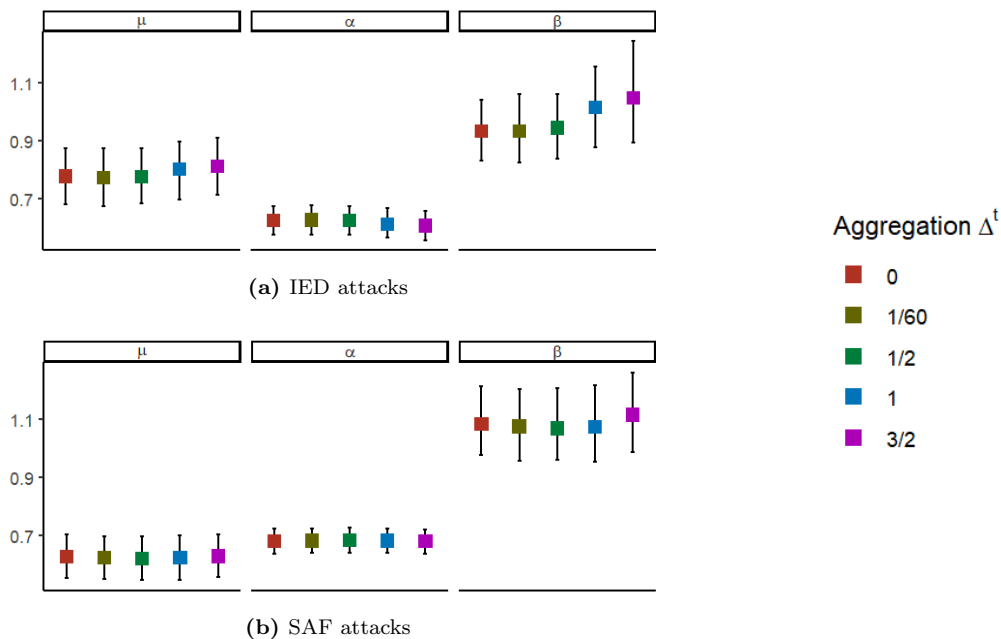 μ α β
1.1
0.9
0.7
(a) IED attacks
μ α β
1.1
0.9
0.7
(b) SAF attacks
Aggregation Δᵗ
0
1/60
1/2
1
3/2